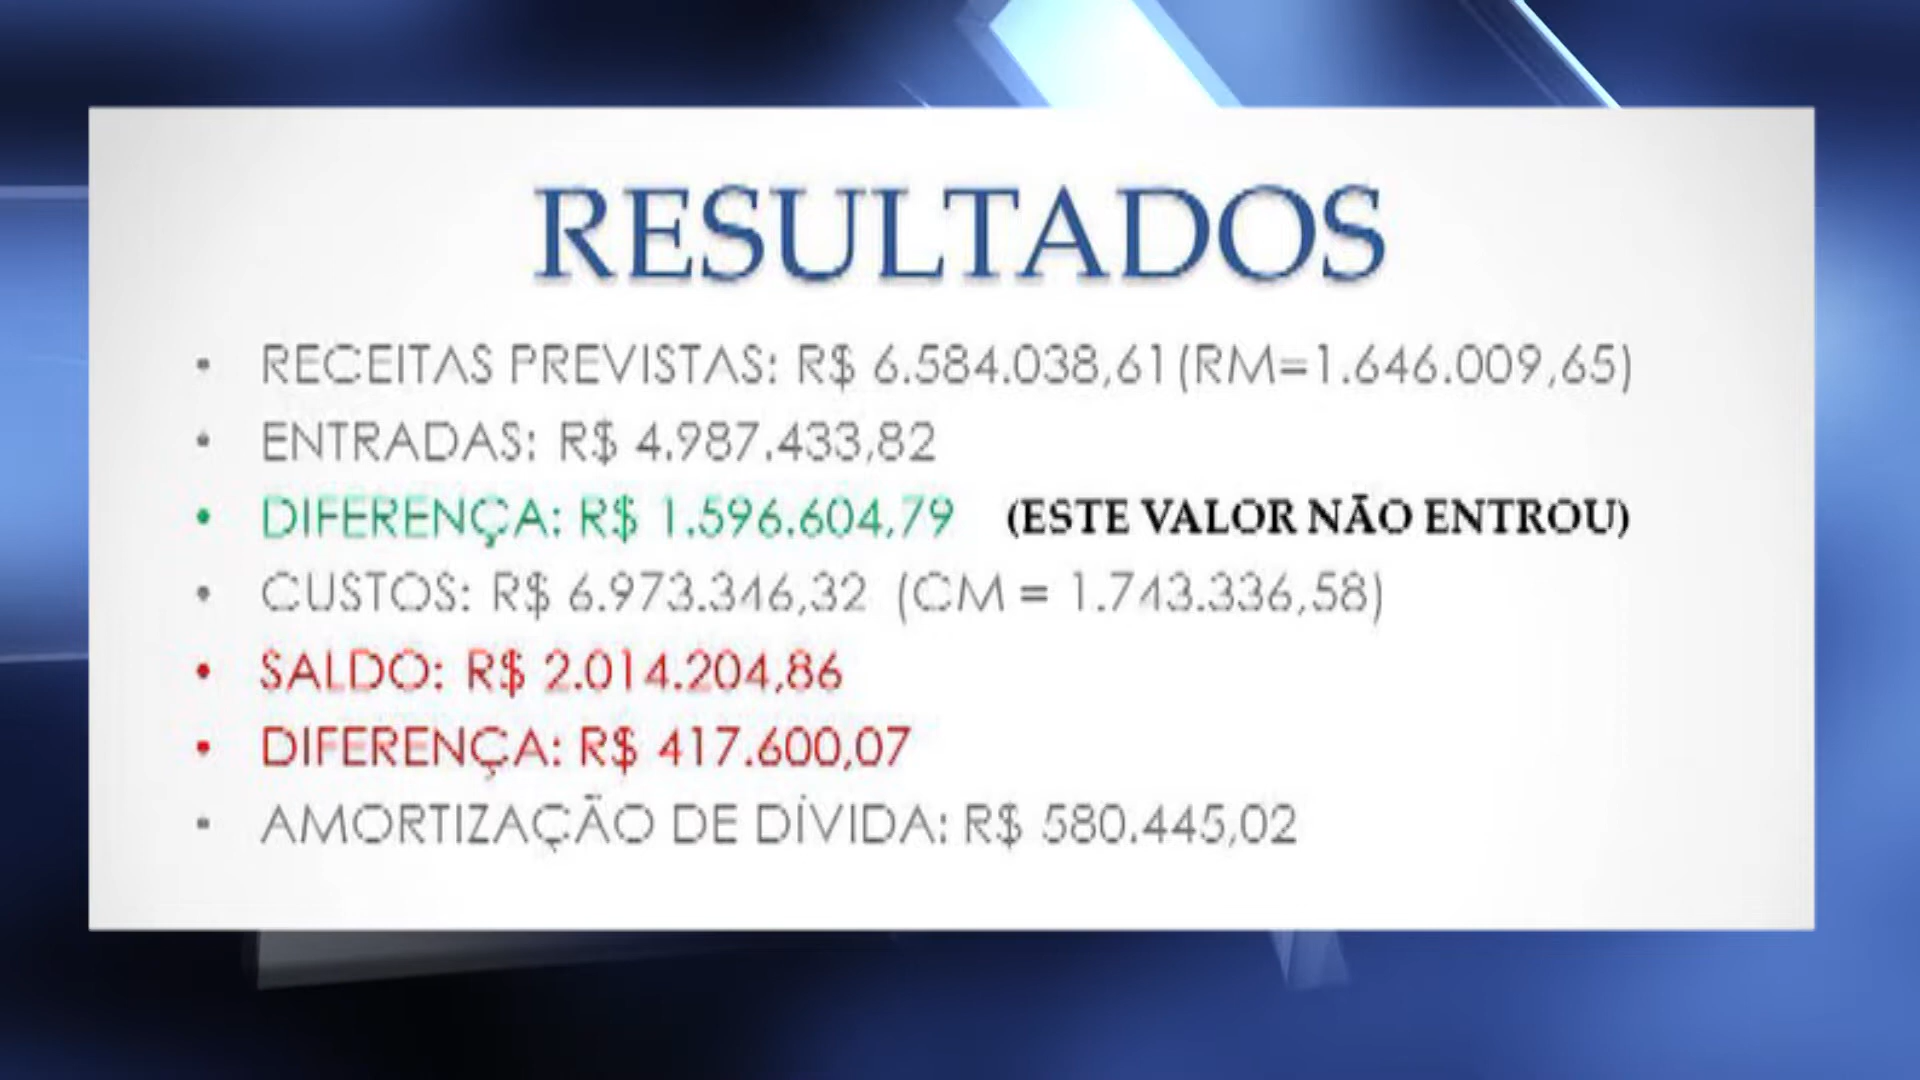 RESULTADOS
• RECEITAS PREVISTAS: R$ 6.584.038,61(RM=1.646.009,65)
• ENTRADAS: R$ 4.987.433,82
• DIFERENÇA: R$ 1.596.604,79 (ESTE VALOR NÃO ENTROU)
• CUSTOS: R$ 6.973.346,32 (CM = 1.743.336,58)
• SALDO: R$ 2.014.204,86
• DIFERENÇA: R$ 417.600,07
• AMORTIZAÇÃO DE DÍVIDA: R$ 580.445,02